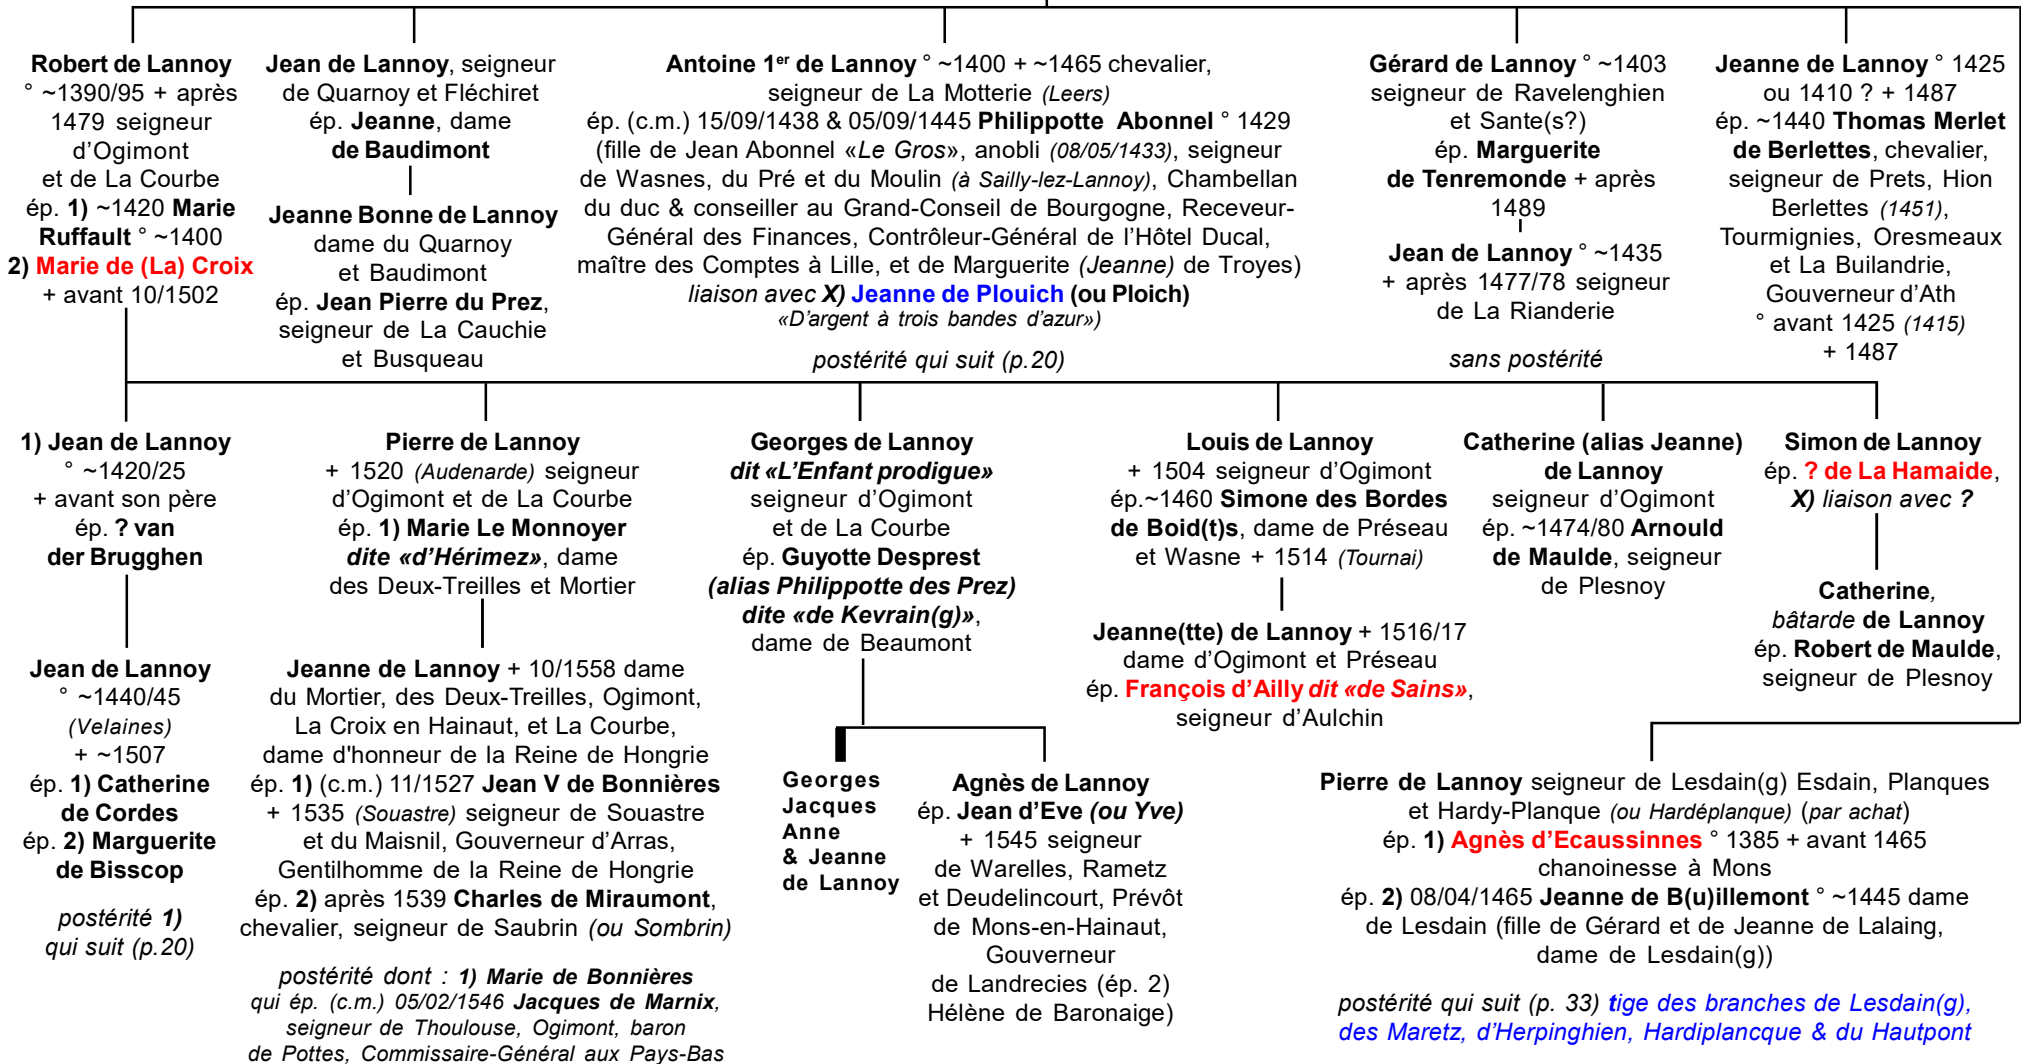 Robert de Lannoy
° ~1390/95 + après
1479 seigneur
d’Ogimont
et de La Courbe
ép. 1) ~1420 Marie
Ruffault ° ~1400
2) Marie de (La) Croix
+ avant 10/1502
Jean de Lannoy, seigneur
de Quarnoy et Fléchiret
ép. Jeanne, dame
de Baudimont
Jeanne Bonne de Lannoy
dame du Quarnoy
et Baudimont
ép. Jean Pierre du Prez,
seigneur de La Cauchie
et Busqueau
Antoine 1er de Lannoy ° ~1400 + ~1465 chevalier,
seigneur de La Motterie (Leers)
ép. (c.m.) 15/09/1438 & 05/09/1445 Philippotte Abonnel ° 1429
(fille de Jean Abonnel «Le Gros», anobli (08/05/1433), seigneur
de Wasnes, du Pré et du Moulin (à Sailly-lez-Lannoy), Chambellan
du duc & conseiller au Grand-Conseil de Bourgogne, Receveur-
Général des Finances, Contrôleur-Général de l’Hôtel Ducal,
maître des Comptes à Lille, et de Marguerite (Jeanne) de Troyes)
liaison avec X) Jeanne de Plouich (ou Ploich)
«D’argent à trois bandes d’azur»)
postérité qui suit (p.20)
Gérard de Lannoy ° ~1403
seigneur de Ravelenghien
et Sante(s?)
ép. Marguerite
de Tenremonde + après
1489
Jean de Lannoy ° ~1435
+ après 1477/78 seigneur
de La Rianderie
sans postérité
Jeanne de Lannoy ° 1425
ou 1410 ? + 1487
ép. ~1440 Thomas Merlet
de Berlettes, chevalier,
seigneur de Prets, Hion
Berlettes (1451),
Tourmignies, Oresmeaux
et La Builandrie,
Gouverneur d’Ath
° avant 1425 (1415)
+ 1487
1) Jean de Lannoy
° ~1420/25
+ avant son père
ép. ? van
der Brugghen
Jean de Lannoy
° ~1440/45
(Velaines)
+ ~1507
ép. 1) Catherine
de Cordes
ép. 2) Marguerite
de Bisscop
postérité 1)
qui suit (p.20)
Pierre de Lannoy
+ 1520 (Audenarde) seigneur
d’Ogimont et de La Courbe
ép. 1) Marie Le Monnoyer
dite «d’Hérimez», dame
des Deux-Treilles et Mortier
Jeanne de Lannoy + 10/1558 dame
du Mortier, des Deux-Treilles, Ogimont,
La Croix en Hainaut, et La Courbe,
dame d'honneur de la Reine de Hongrie
ép. 1) (c.m.) 11/1527 Jean V de Bonnières
+ 1535 (Souastre) seigneur de Souastre
et du Maisnil, Gouverneur d’Arras,
Gentilhomme de la Reine de Hongrie
ép. 2) après 1539 Charles de Miraumont,
chevalier, seigneur de Saubrin (ou Sombrin)
postérité dont : 1) Marie de Bonnières
qui ép. (c.m.) 05/02/1546 Jacques de Marnix,
seigneur de Thoulouse, Ogimont, baron
de Pottes, Commissaire-Général aux Pays-Bas
Georges de Lannoy
dit «L’Enfant prodigue»
seigneur d’Ogimont
et de La Courbe
ép. Guyotte Desprest
(alias Philippotte des Prez)
dite «de Kevrain(g)»,
dame de Beaumont
Georges
Jacques
Anne
& Jeanne
de Lannoy
Agnès de Lannoy
ép. Jean d’Eve (ou Yve)
+ 1545 seigneur
de Warelles, Rametz
et Deudelincourt, Prévôt
de Mons-en-Hainaut,
Gouverneur
de Landrecies (ép. 2)
Hélène de Baronaige)
Louis de Lannoy
+ 1504 seigneur d’Ogimont
ép.~1460 Simone des Bordes
de Boid(t)s, dame de Préseau
et Wasne + 1514 (Tournai)
Jeanne(tte) de Lannoy + 1516/17
dame d’Ogimont et Préseau
ép. François d’Ailly dit «de Sains»,
seigneur d’Aulchin
Catherine (alias Jeanne)
de Lannoy
seigneur d’Ogimont
ép. ~1474/80 Arnould
de Maulde, seigneur
de Plesnoy
Simon de Lannoy
ép. ? de La Hamaide,
X) liaison avec ?
Catherine,
bâtarde de Lannoy
ép. Robert de Maulde,
seigneur de Plesnoy
Pierre de Lannoy seigneur de Lesdain(g) Esdain, Planques
et Hardy-Planque (ou Hardéplanque) (par achat)
ép. 1) Agnès d’Ecaussinnes ° 1385 + avant 1465
chanoinesse à Mons
ép. 2) 08/04/1465 Jeanne de B(u)illemont ° ~1445 dame
de Lesdain (fille de Gérard et de Jeanne de Lalaing,
dame de Lesdain(g))
postérité qui suit (p. 33) tige des branches de Lesdain(g),
des Maretz, d’Herpinghien, Hardiplancque & du Hautpont